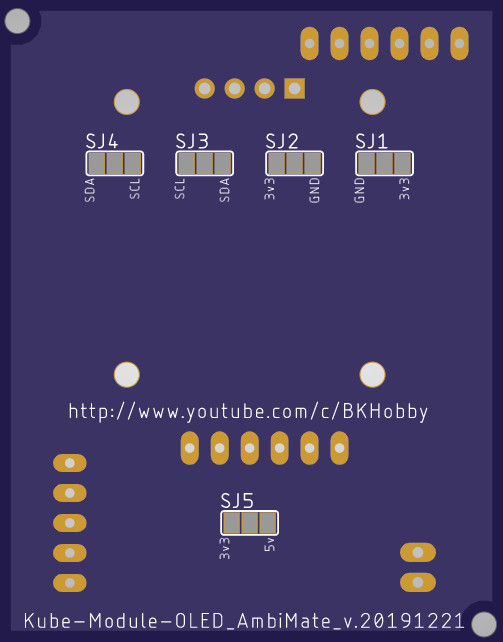 SJ4 SJ3 SJ2 SJ1
SDA SCL SCL SDA 3v3 GND GND 3v3
http://www.youtube.com/c/BKHobby
SJ5
3v3 5v
Kube-Module-OLED_AmbiMate_v.20191221